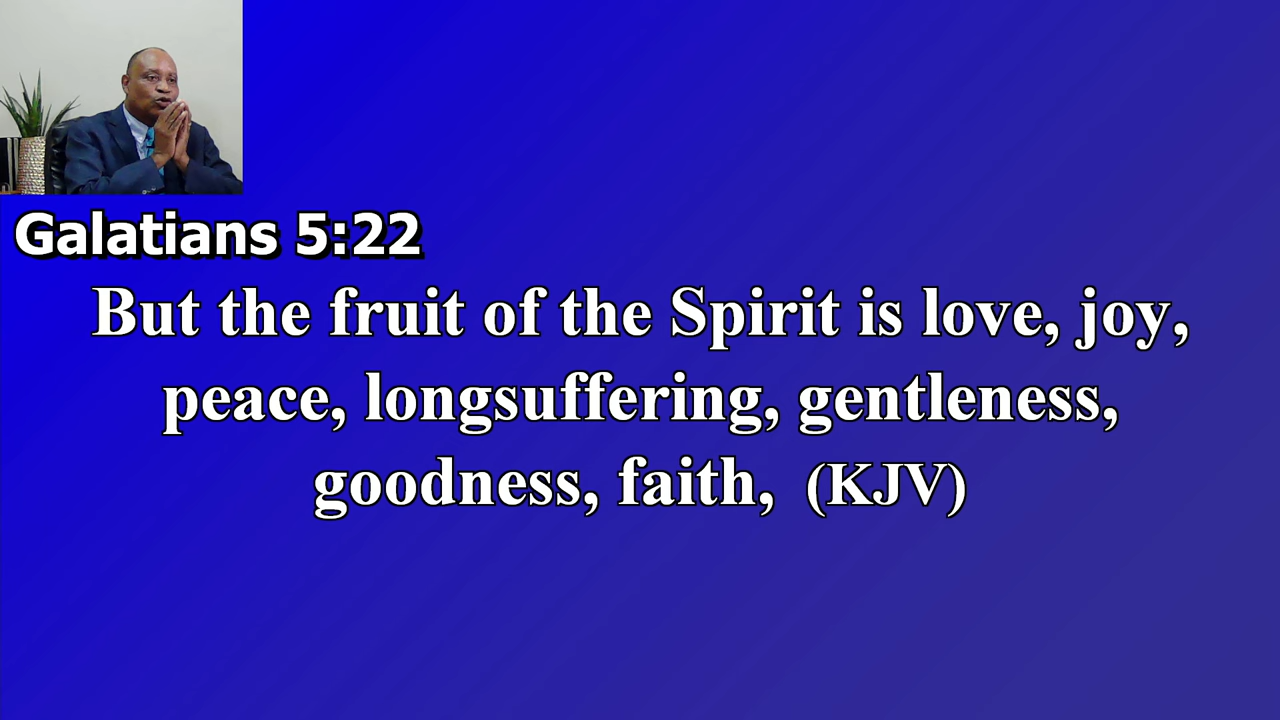 Galatians 5:22
But the fruit of the Spirit is love, joy,
peace, longsuffering, gentleness,
goodness, faith, (KJV)